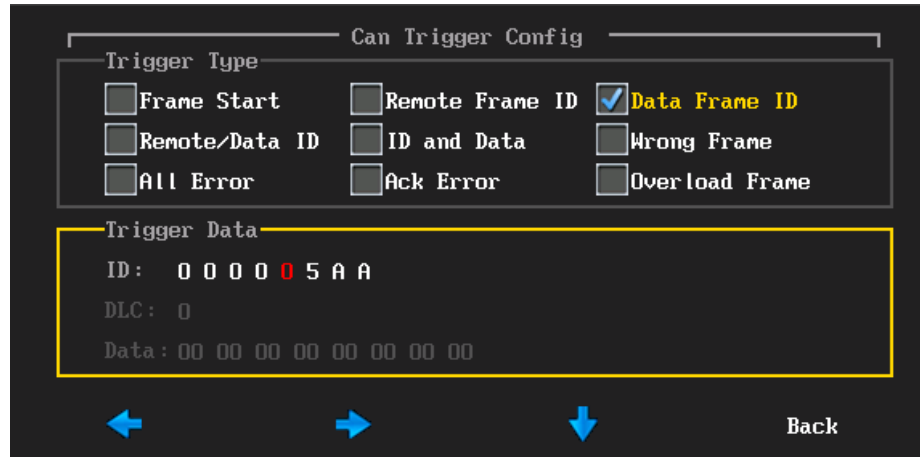 Can Trigger Config
Trigger Type
Frame Start Remote Frame ID Data Frame ID
Remote/Data ID ID and Data Wrong Frame
All Error Ack Error Overload Frame
Trigger Data
ID: 0 0 0 0 0 5 A A
DLC: 0
Data: 00 00 00 00 00 00 00 00
Back